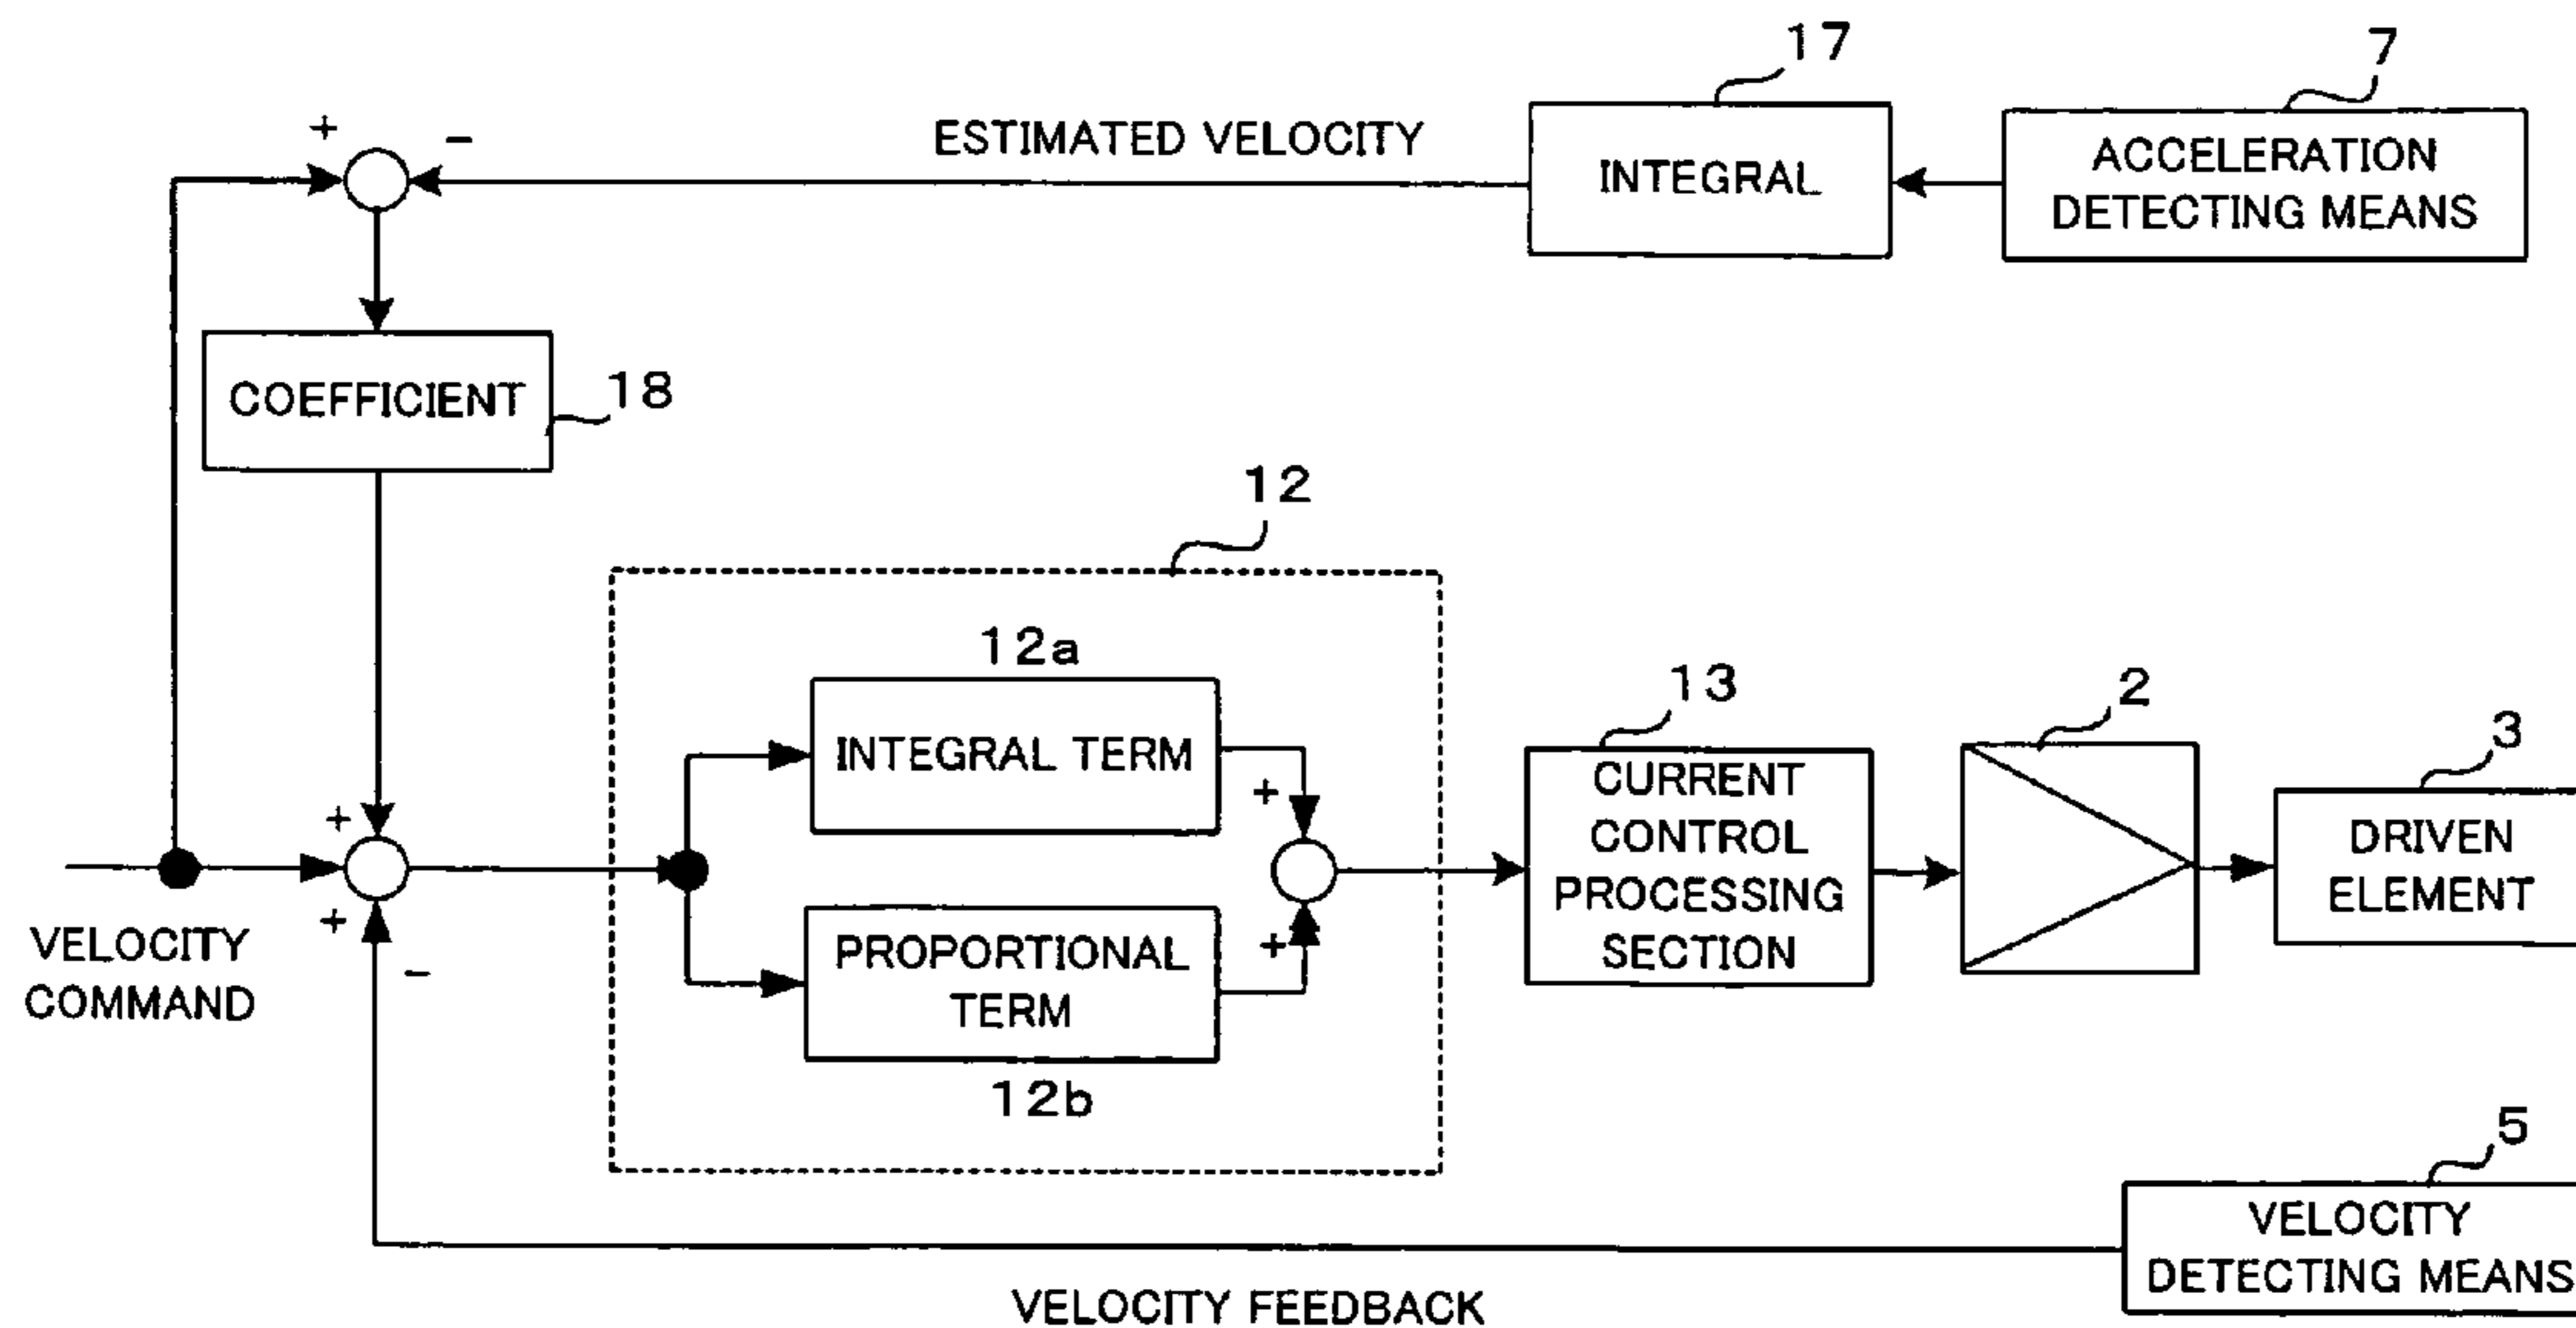 17
7
+
−
ESTIMATED VELOCITY
INTEGRAL
ACCELERATION
DETECTING MEANS
COEFFICIENT
18
12
12a
INTEGRAL TERM
+
13
CURRENT
CONTROL
PROCESSING
SECTION
2
3
DRIVEN
ELEMENT
+
+
−
VELOCITY
COMMAND
PROPORTIONAL
TERM
+
12b
5
VELOCITY
DETECTING MEANS
VELOCITY FEEDBACK